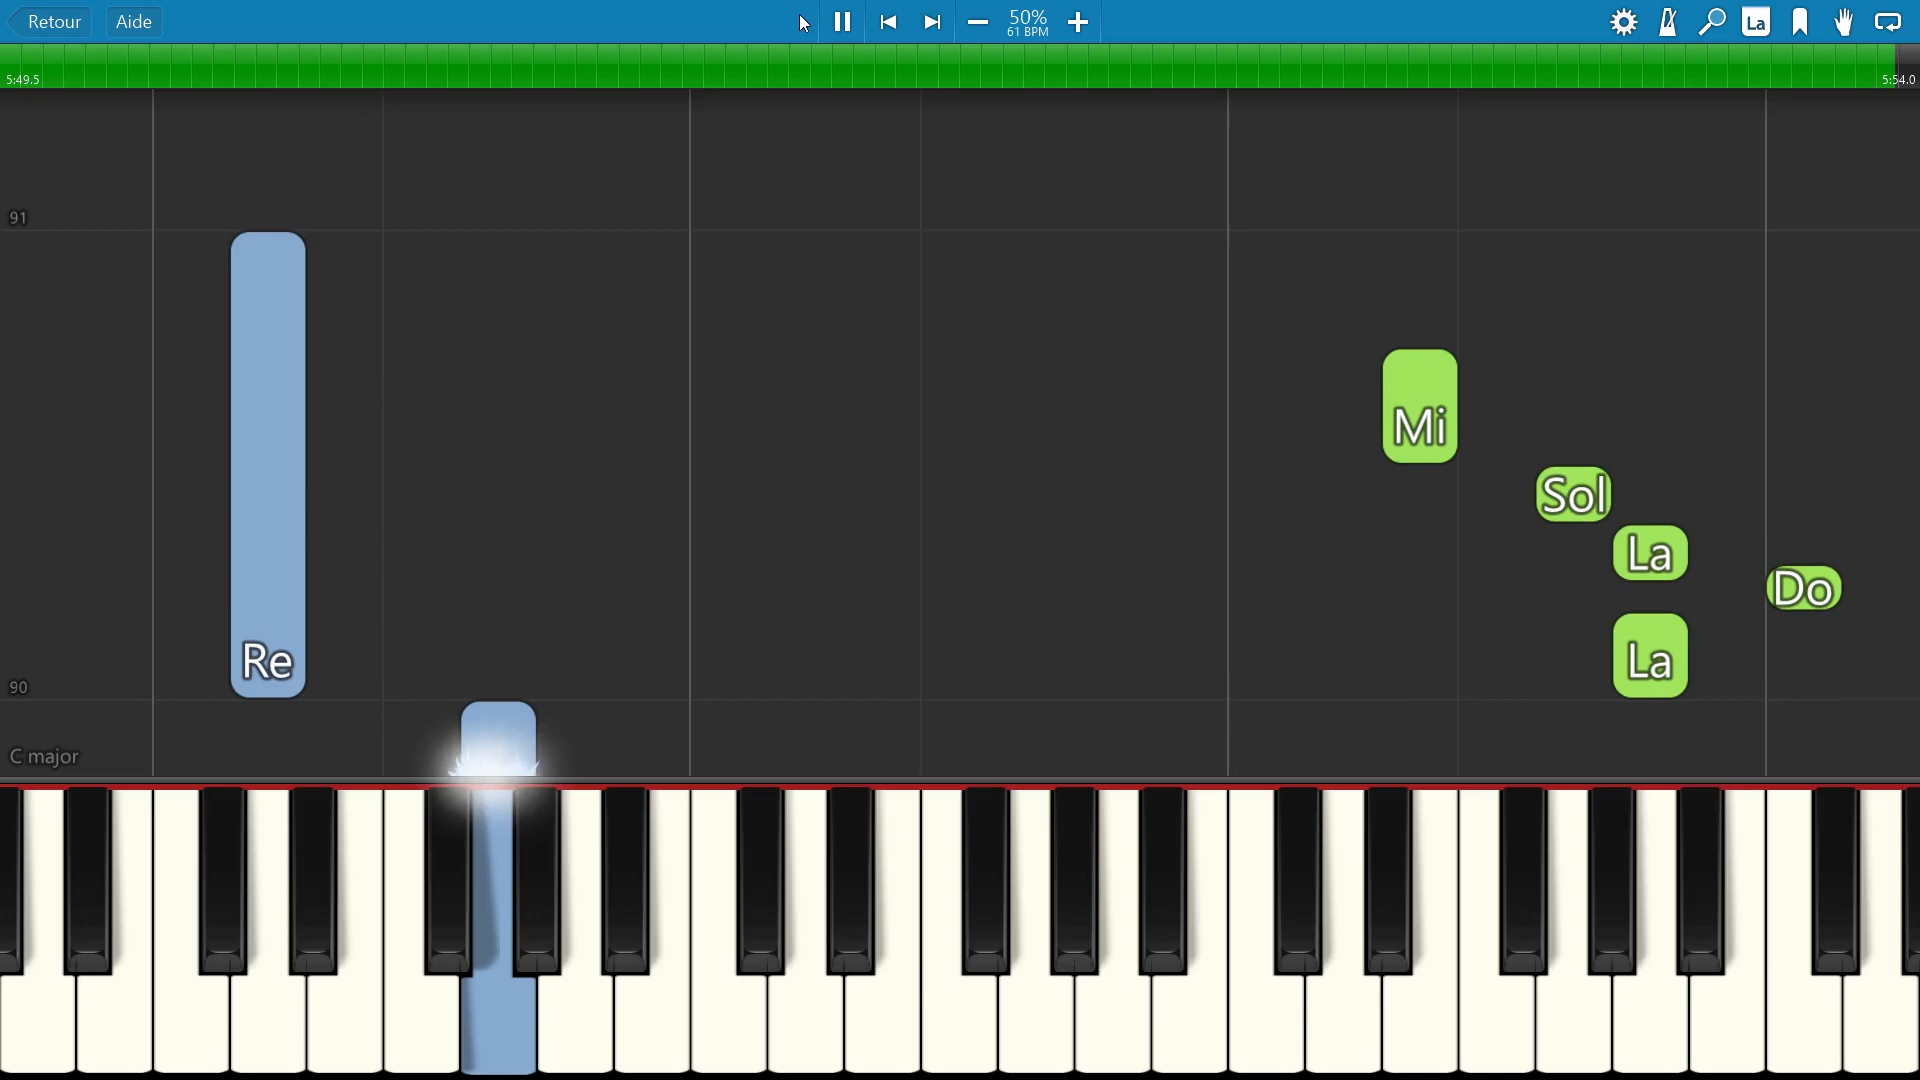 Retour
Aide
50%
61 BPM
La
5:49.5
5:54.0
91
Mi
Sol
La
Do
Re
La
90
C major